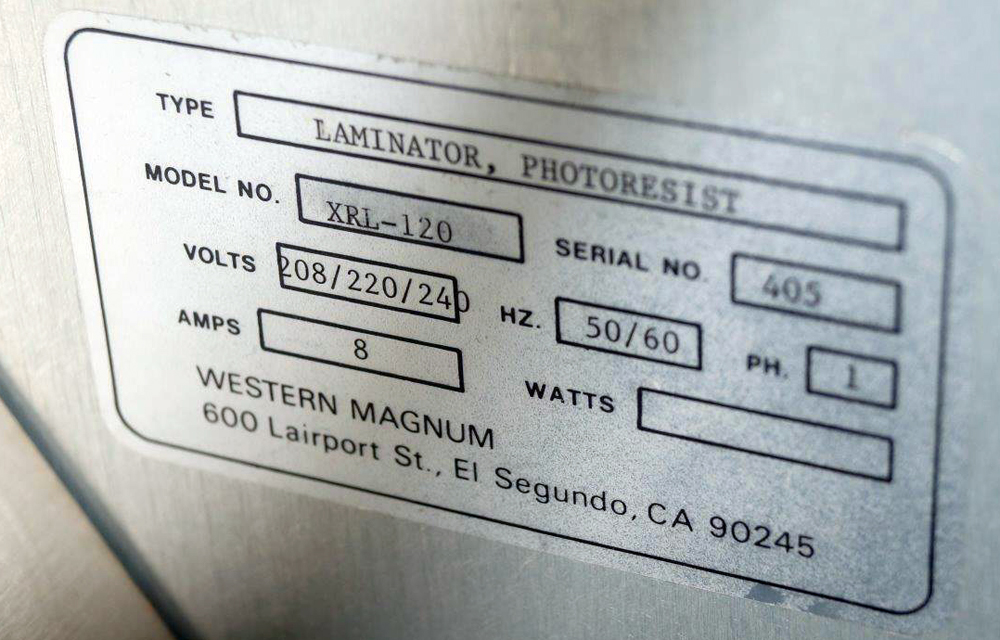 TYPE LAMINATOR, PHOTORESIST
MODEL NO. XRL-120 SERIAL NO. 405
VOLTS 208/220/240 HZ. 50/60 PH. 1
AMPS 8 WATTS
WESTERN MAGNUM
600 Lairport St., El Segundo, CA 90245